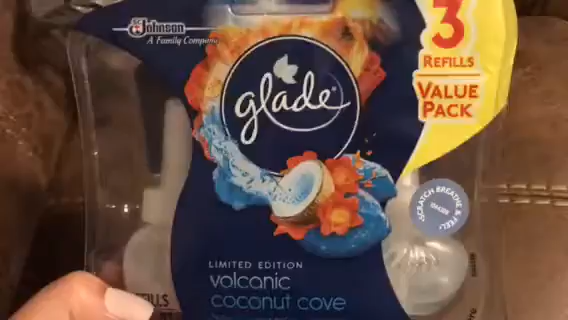 SC Johnson
A Family Company
3
REFILLS
VALUE
PACK
glade
SCRATCH BREATHE & FEEL
LIMITED EDITION
volcanic
coconut cove